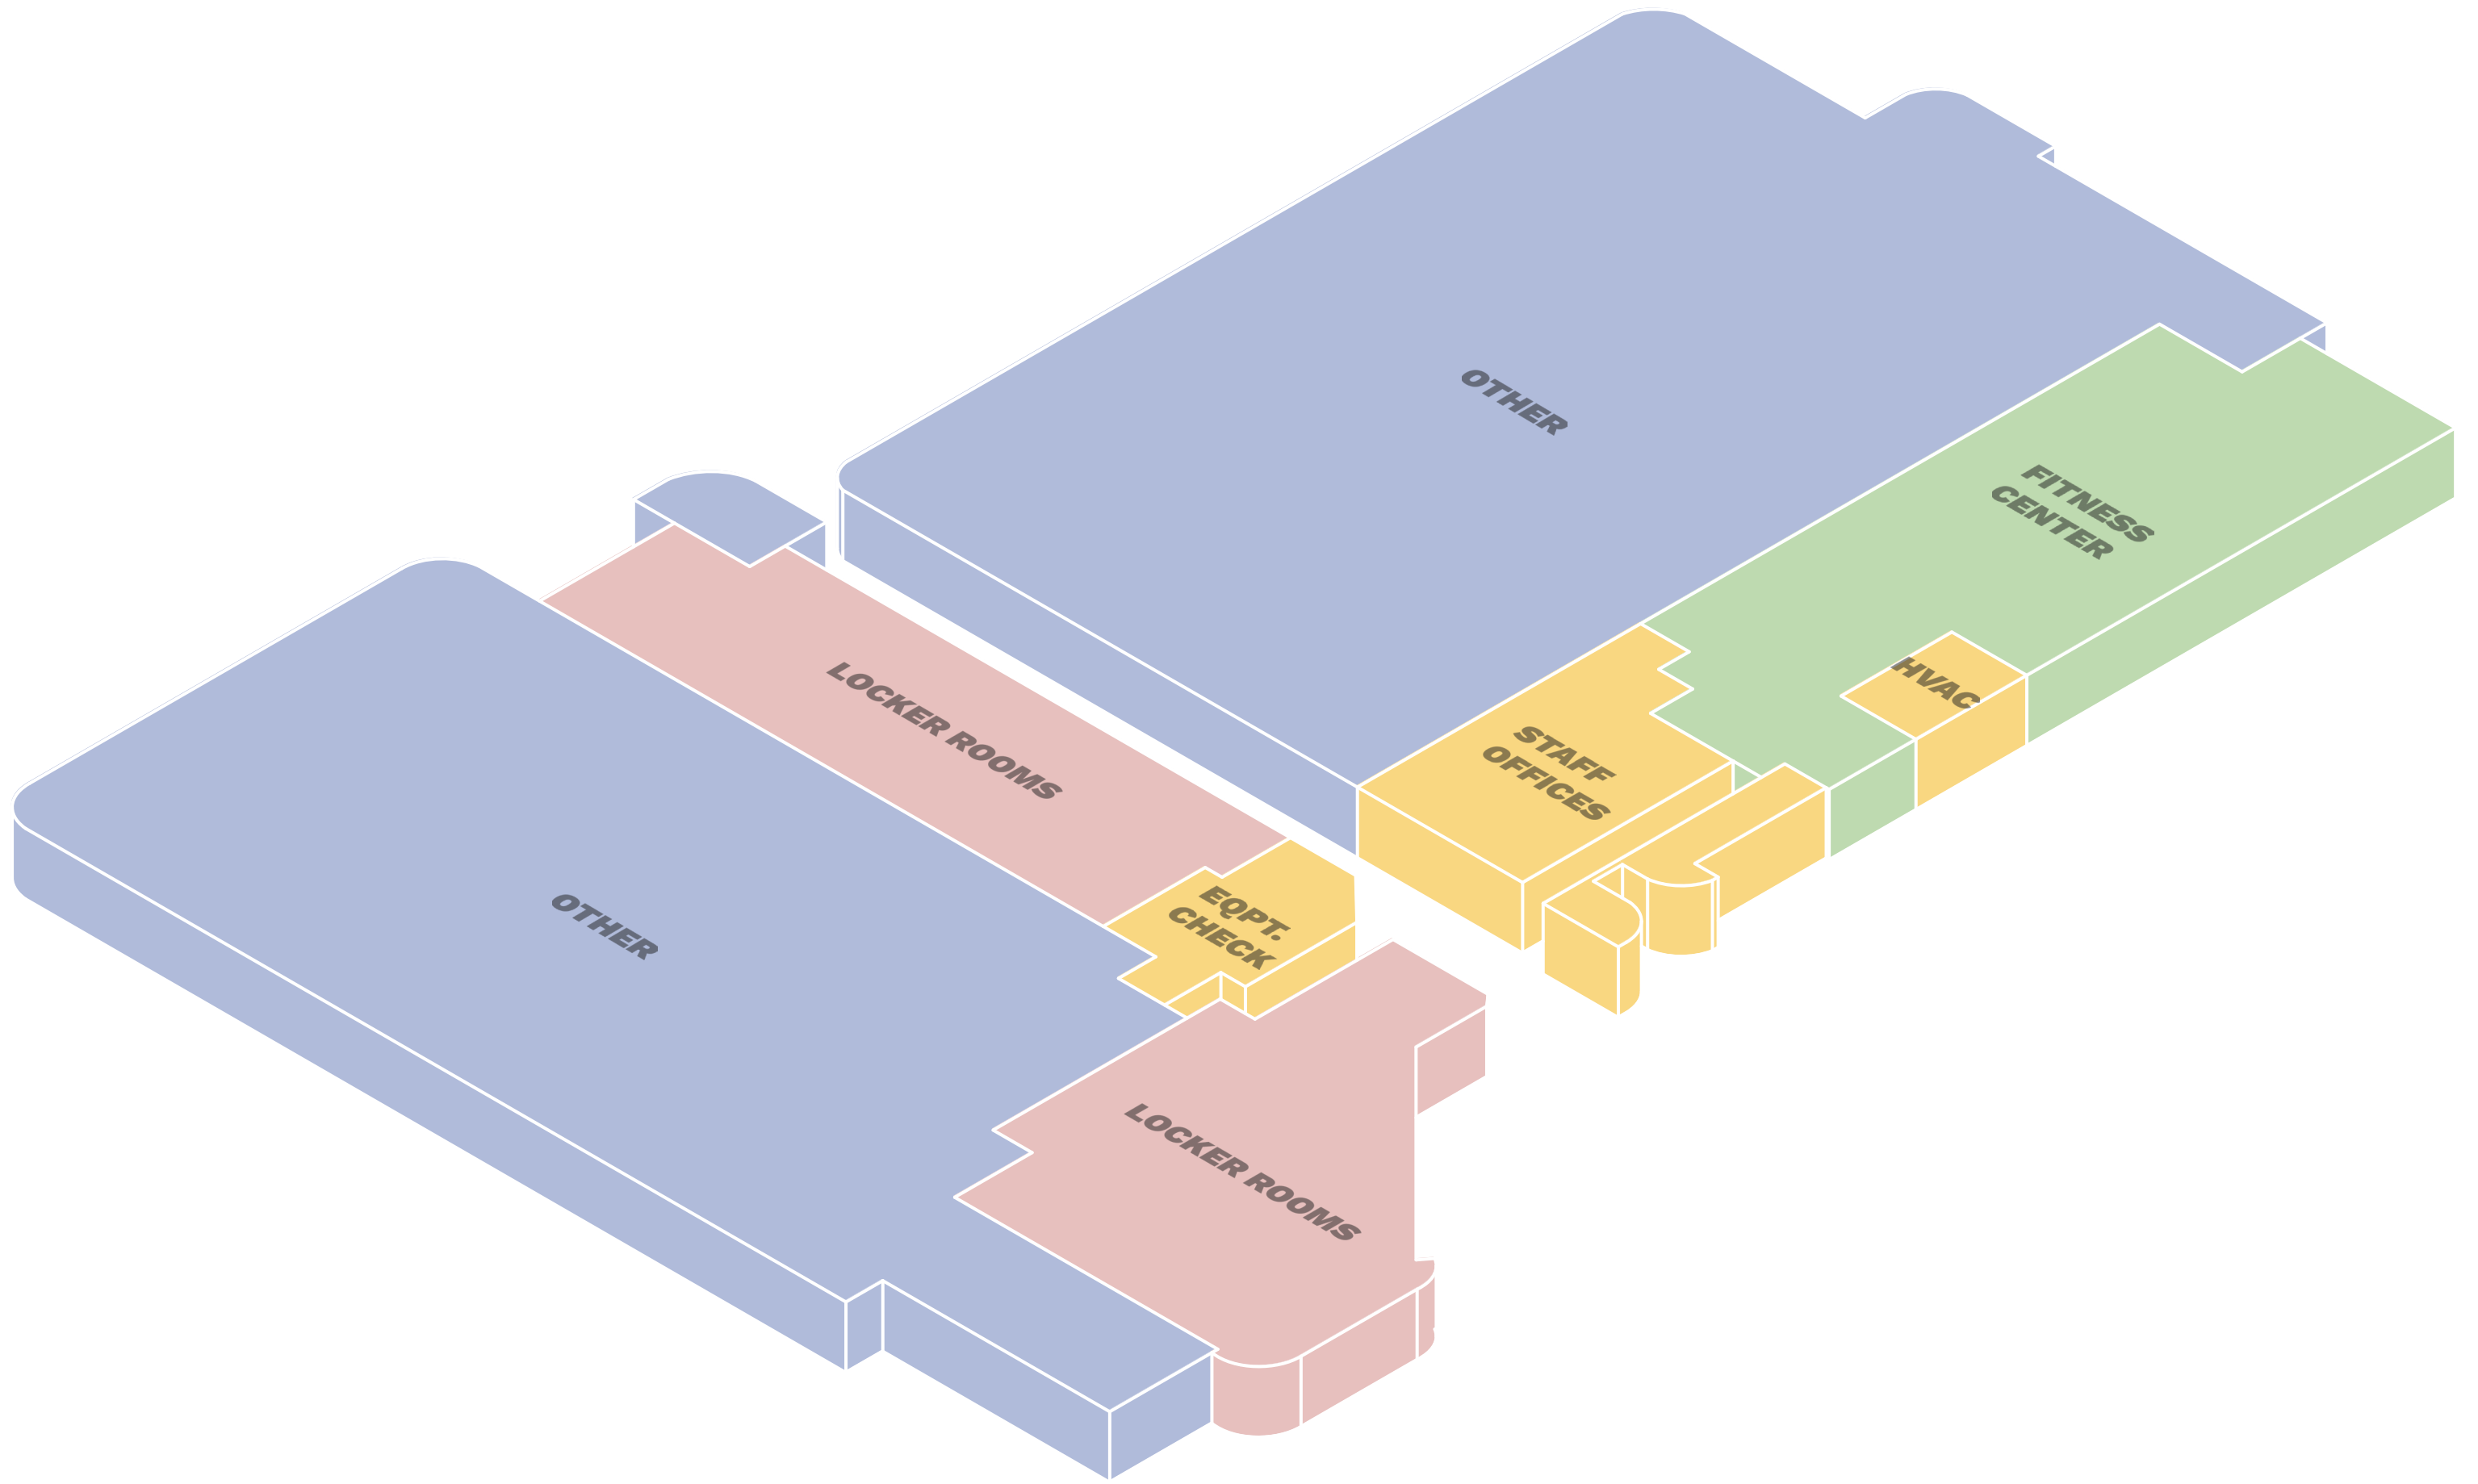 OTHER
FITNESS
CENTER
HVAC
STAFF
OFFICES
LOCKER ROOMS
EQPT.
CHECK
OTHER
LOCKER ROOMS